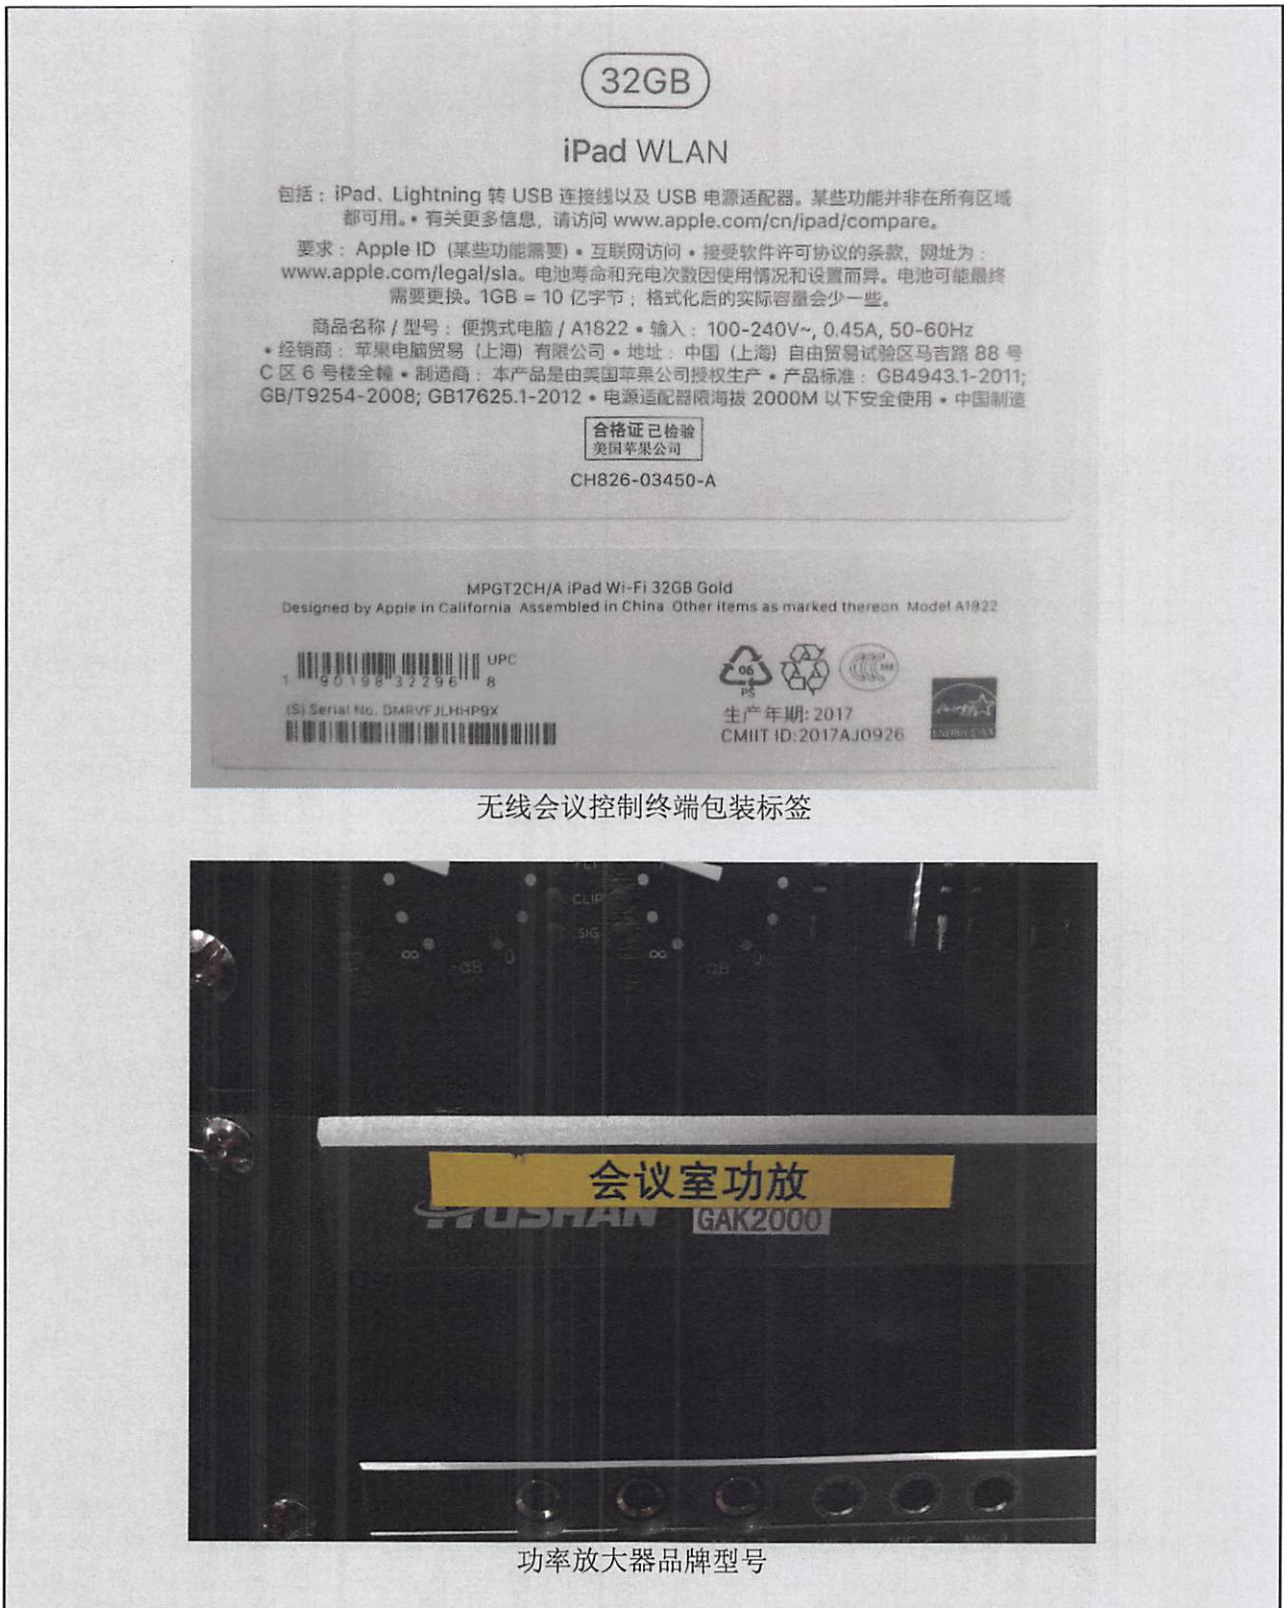 32GB
iPad WLAN
包括：iPad、Lightning 转 USB 连接线以及 USB 电源适配器。某些功能并非在所有区域
都可用。• 有关更多信息，请访问 www.apple.com/cn/ipad/compare。
要求：Apple ID (某些功能需要) • 互联网访问 • 接受软件许可协议的条款，网址为：
www.apple.com/legal/sla。电池寿命和充电次数因使用情况和设置而异。电池可能最终
需要更换。1GB = 10 亿字节；格式化后的实际容量会少一些。
商品名称 / 型号：便携式电脑 / A1822 • 输入：100-240V~, 0.45A, 50-60Hz
• 经销商：苹果电脑贸易（上海）有限公司 • 地址：中国（上海）自由贸易试验区马吉路 88 号
C 区 6 号楼全幢 • 制造商：本产品是由美国苹果公司授权生产 • 产品标准：GB4943.1-2011;
GB/T9254-2008; GB17625.1-2012 • 电源适配器限海拔 2000M 以下安全使用 • 中国制造
合格证 已检验
美国苹果公司
CH826-03450-A
MPGT2CH/A iPad Wi-Fi 32GB Gold
Designed by Apple in California Assembled in China Other items as marked thereon Model A1822
UPC
1 90198 32296 8
(S) Serial No. DMRVFJLHHP9X
06
PS
生产年期: 2017
CMIIT ID:2017AJ0926
ENERGY STAR
无线会议控制终端包装标签
CLIP
SIG
∞ -dB 0
∞ -dB 0
会议室功放
GAK2000
功率放大器品牌型号